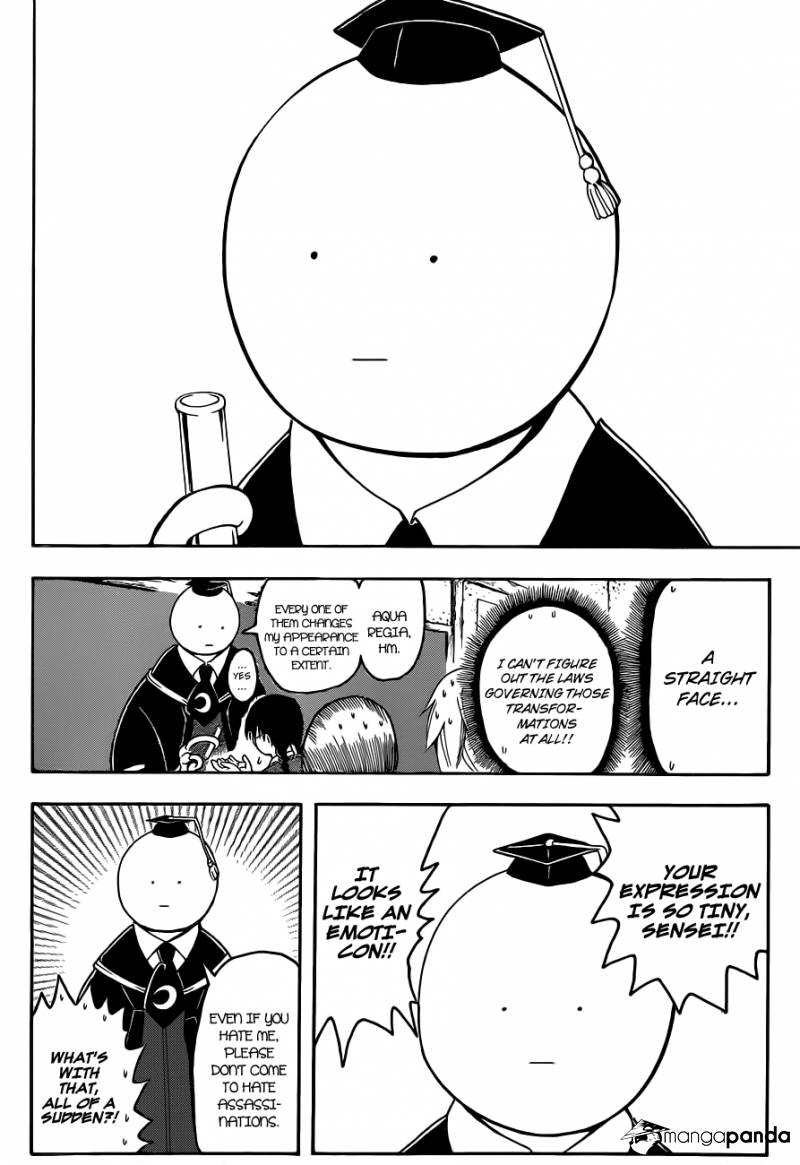 A
STRAIGHT
FACE...
I CAN'T FIGURE
OUT THE LAWS
GOVERNING THOSE
TRANSFOR-
MATIONS
AT ALL!!
AQUA
REGIA,
HM.
EVERY ONE OF
THEM CHANGES
MY APPEARANCE
TO A CERTAIN
EXTENT.
...
YES
...
YOUR
EXPRESSION
IS SO TINY,
SENSEI!!
IT
LOOKS
LIKE AN
EMOTI-
CON!!
EVEN IF YOU
HATE ME,
PLEASE
DON'T COME
TO HATE
ASSASSI-
NATIONS.
WHAT'S
WITH
THAT,
ALL OF A
SUDDEN?!
mangapanda